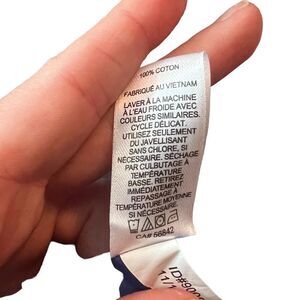 100% COTON
FABRIQUÉ AU VIETNAM
LAVER À LA MACHINE
À L'EAU FROIDE AVEC
COULEURS SIMILAIRES.
CYCLE DÉLICAT.
UTILISEZ SEULEMENT
DU JAVELLISANT
SANS CHLORE, SI
NÉCESSAIRE. SÉCHAGE
PAR CULBUTAGE À
TEMPÉRATURE
BASSE. RETIREZ
IMMÉDIATEMENT.
REPASSAGE À
TEMPÉRATURE MOYENNE
SI NÉCESSAIRE.
CA# 56842